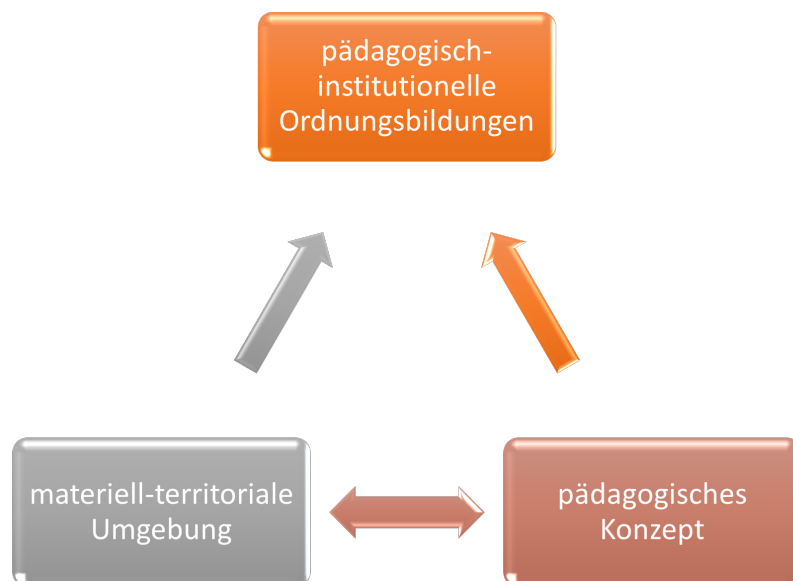 pädagogisch-
institutionelle
Ordnungsbildungen
materiell-territoriale
Umgebung
pädagogisches
Konzept